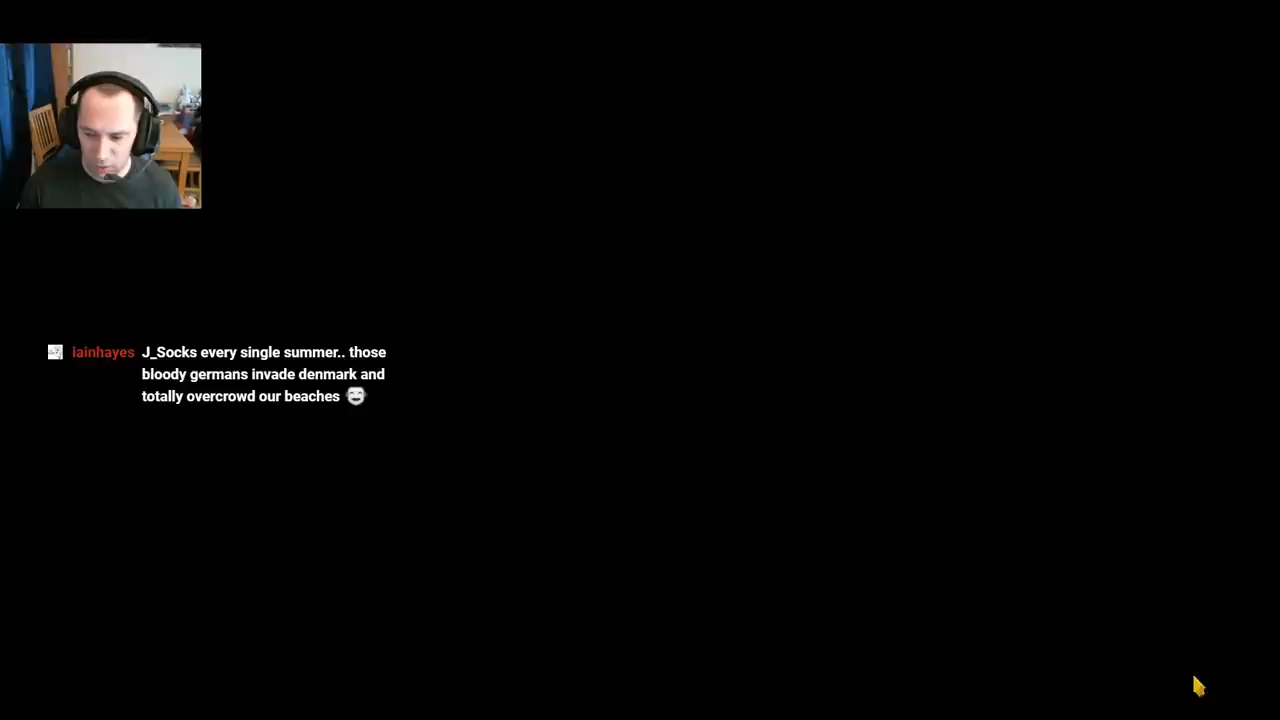 iainhayes J_Socks every single summer.. those
bloody germans invade denmark and
totally overcrowd our beaches